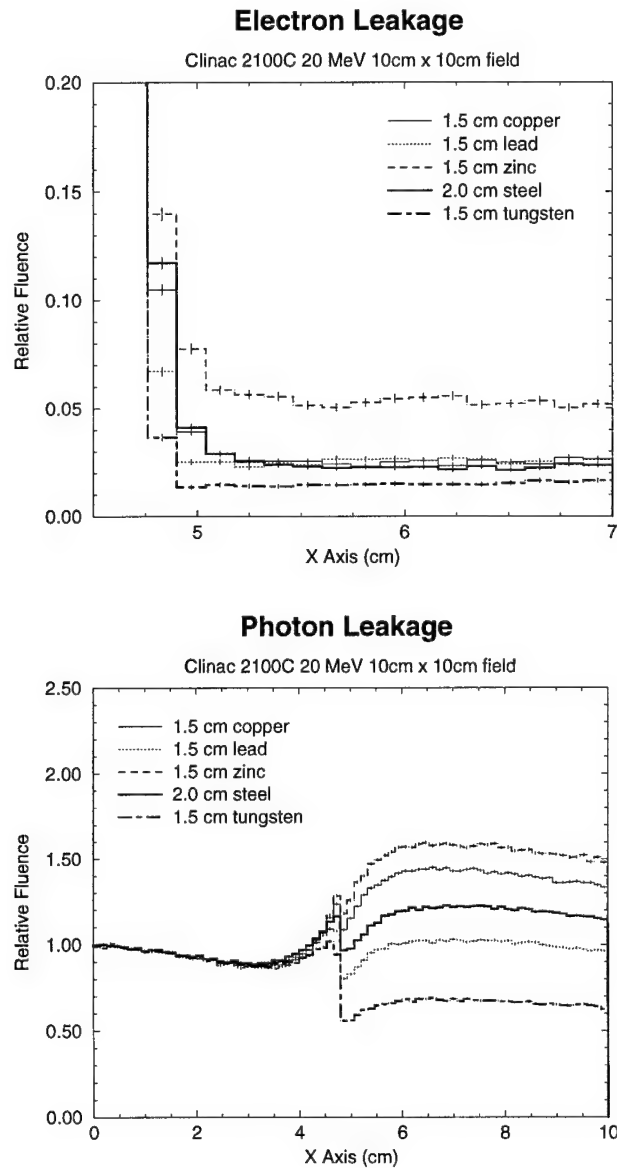 Electron Leakage
Clinac 2100C 20 MeV 10cm x 10cm field
0.20
0.15
0.10
0.05
0.00
Relative Fluence
1.5 cm copper
1.5 cm lead
1.5 cm zinc
2.0 cm steel
1.5 cm tungsten
5
6
7
X Axis (cm)
Photon Leakage
Clinac 2100C 20 MeV 10cm x 10cm field
2.50
2.00
1.50
1.00
0.50
0.00
Relative Fluence
1.5 cm copper
1.5 cm lead
1.5 cm zinc
2.0 cm steel
1.5 cm tungsten
0
2
4
6
8
10
X Axis (cm)